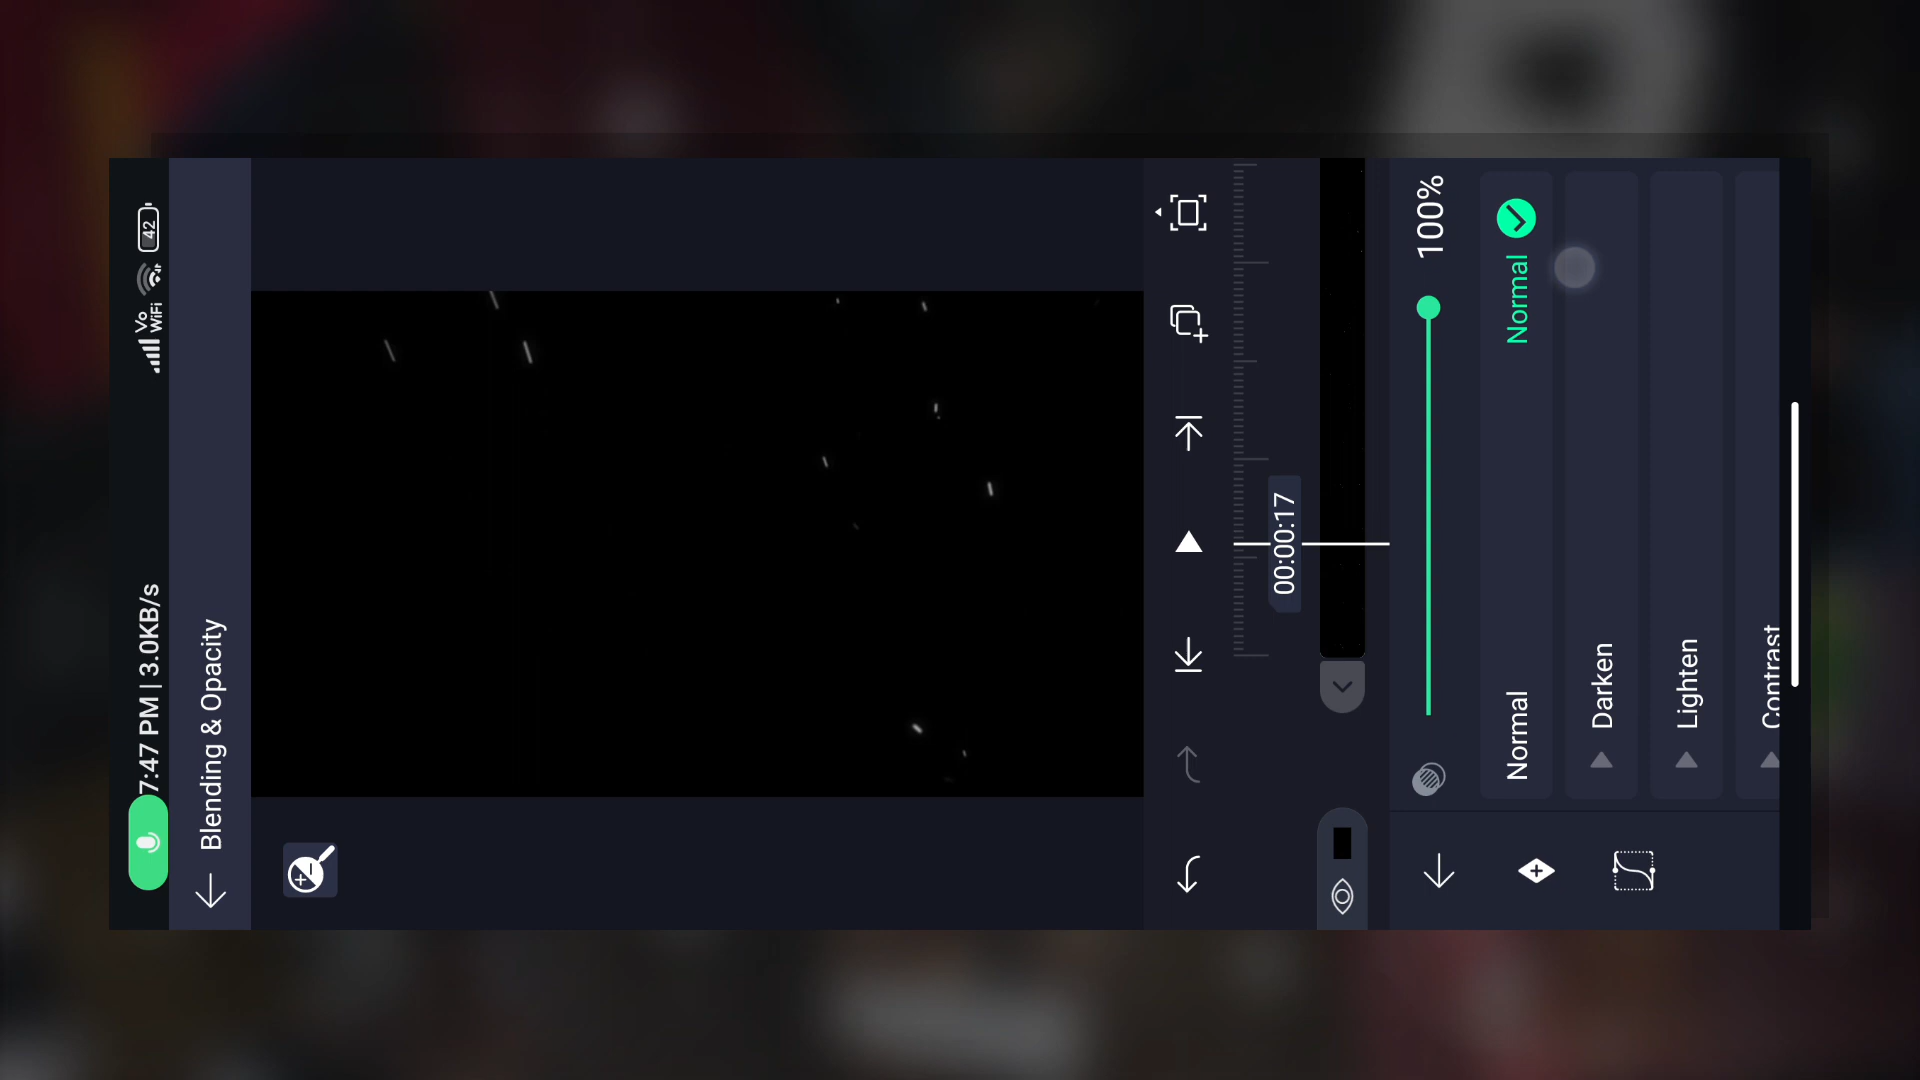 7:47 PM | 3.0KB/s
Vo
WiFi
42
Blending & Opacity
00:00:17
100%
Normal
Normal
Darken
Lighten
Contrast